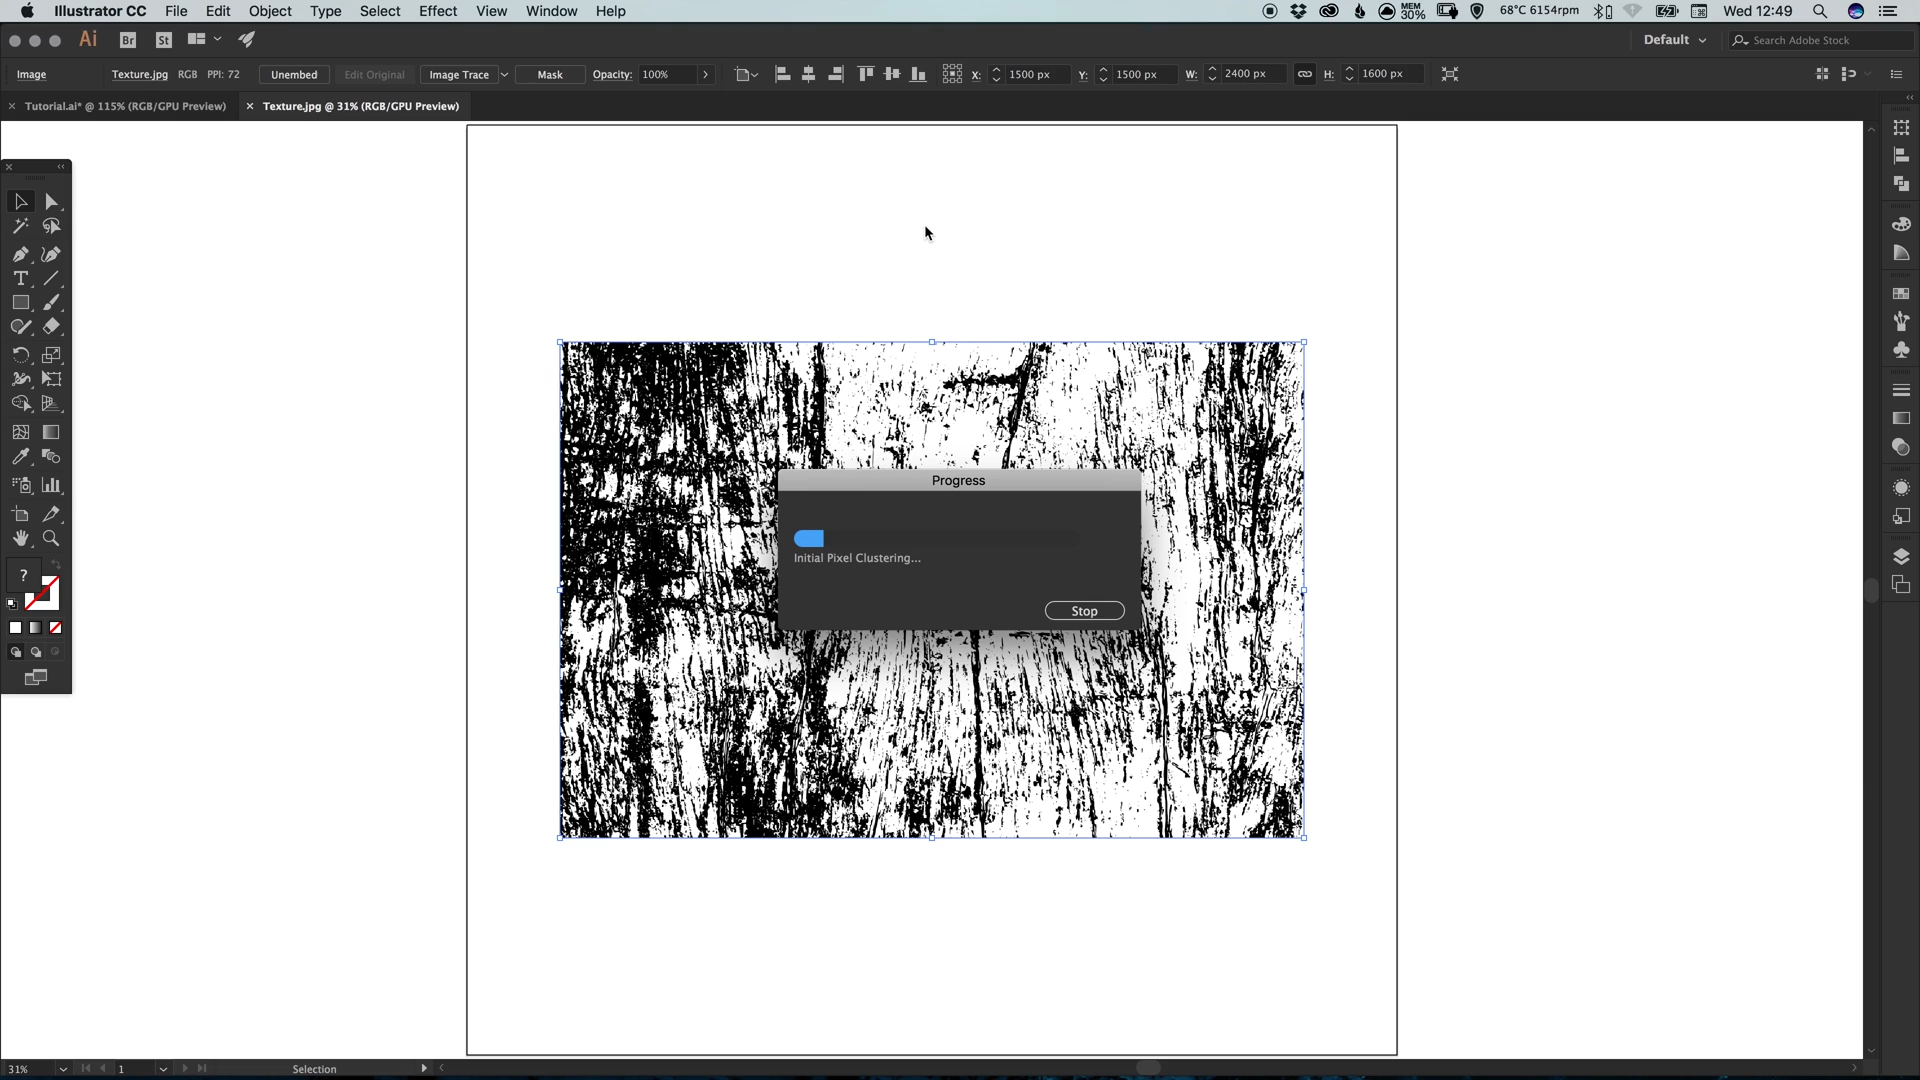 Illustrator CC File Edit Object Type Select Effect View Window Help MEM 30% 68°C 6154rpm Wed 12:49
Ai Br St Default Search Adobe Stock
Image Texture.jpg RGB PPI: 72 Unembed Edit Original Image Trace Mask Opacity: 100% X: 1500 px Y: 1500 px W: 2400 px H: 1600 px
Tutorial.ai* @ 115% (RGB/GPU Preview) Texture.jpg @ 31% (RGB/GPU Preview)
Progress
Initial Pixel Clustering...
Stop
?
31% 1 Selection